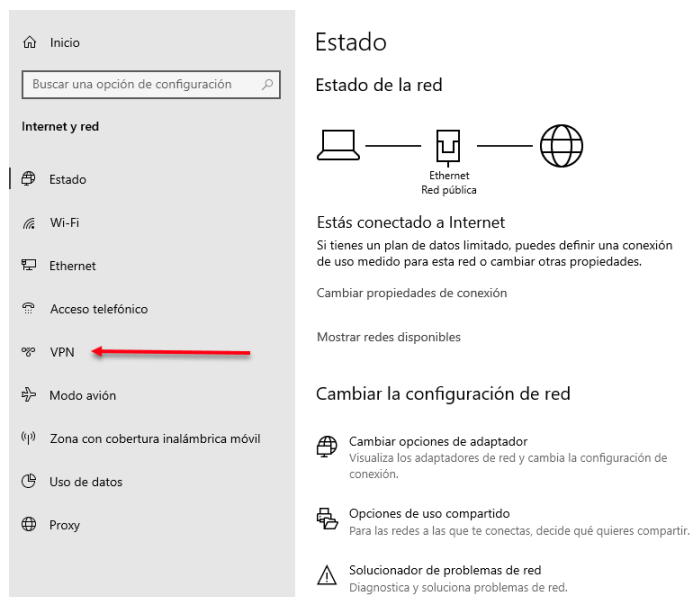 Inicio
Buscar una opción de configuración
Internet y red
Estado
Wi-Fi
Ethernet
Acceso telefónico
VPN
Modo avión
Zona con cobertura inalámbrica móvil
Uso de datos
Proxy
Estado
Estado de la red
Ethernet
Red pública
Estás conectado a Internet
Si tienes un plan de datos limitado, puedes definir una conexión
de uso medido para esta red o cambiar otras propiedades.
Cambiar propiedades de conexión
Mostrar redes disponibles
Cambiar la configuración de red
Cambiar opciones de adaptador
Visualiza los adaptadores de red y cambia la configuración de
conexión.
Opciones de uso compartido
Para las redes a las que te conectas, decide qué quieres compartir.
Solucionador de problemas de red
Diagnostica y soluciona problemas de red.